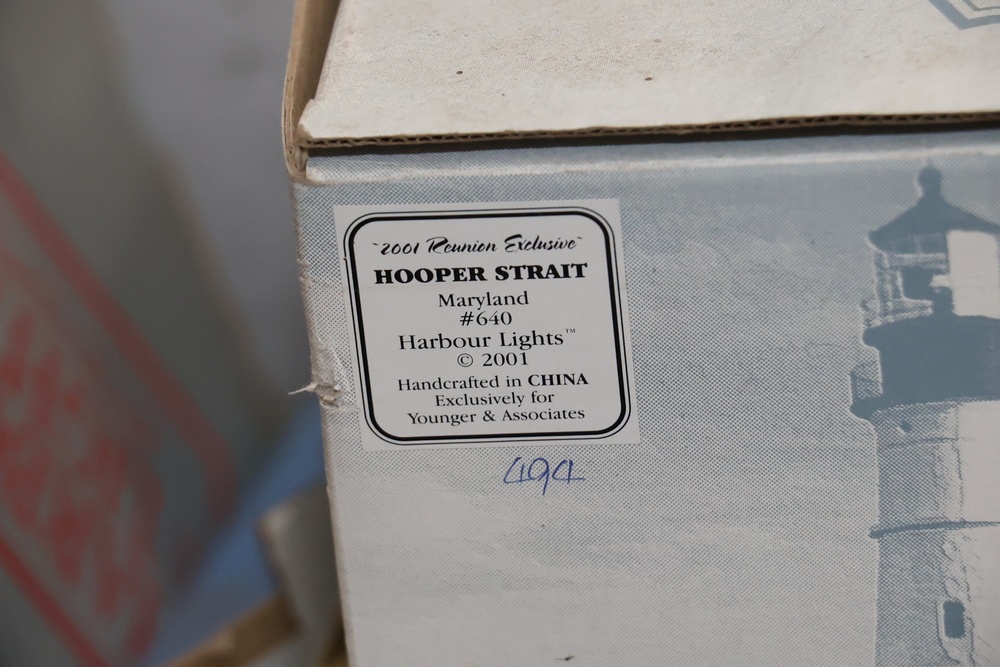 ~2001 Reunion Exclusive~
HOOPER STRAIT
Maryland
#640
Harbour Lights™
© 2001
Handcrafted in CHINA
Exclusively for
Younger & Associates
494